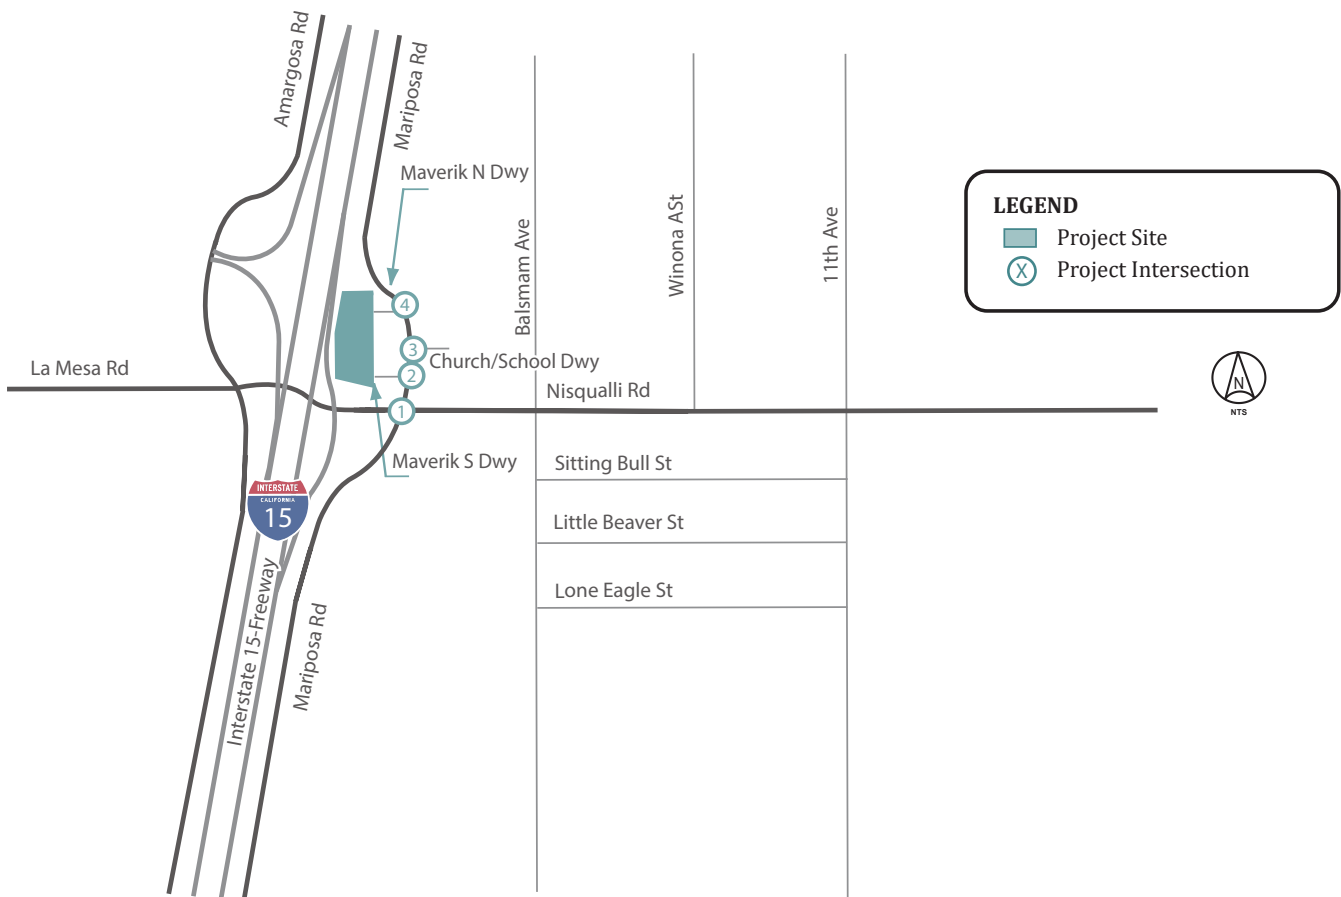 Amargosa Rd
Mariposa Rd
Maverik N Dwy
Balsmam Ave
Winona ASt
11th Ave
LEGEND
Project Site
X Project Intersection
4
3
Church/School Dwy
2
La Mesa Rd
Nisqualli Rd
1
N
NTS
Maverik S Dwy
Sitting Bull St
INTERSTATE
CALIFORNIA
15
Little Beaver St
Lone Eagle St
Interstate 15-Freeway
Mariposa Rd